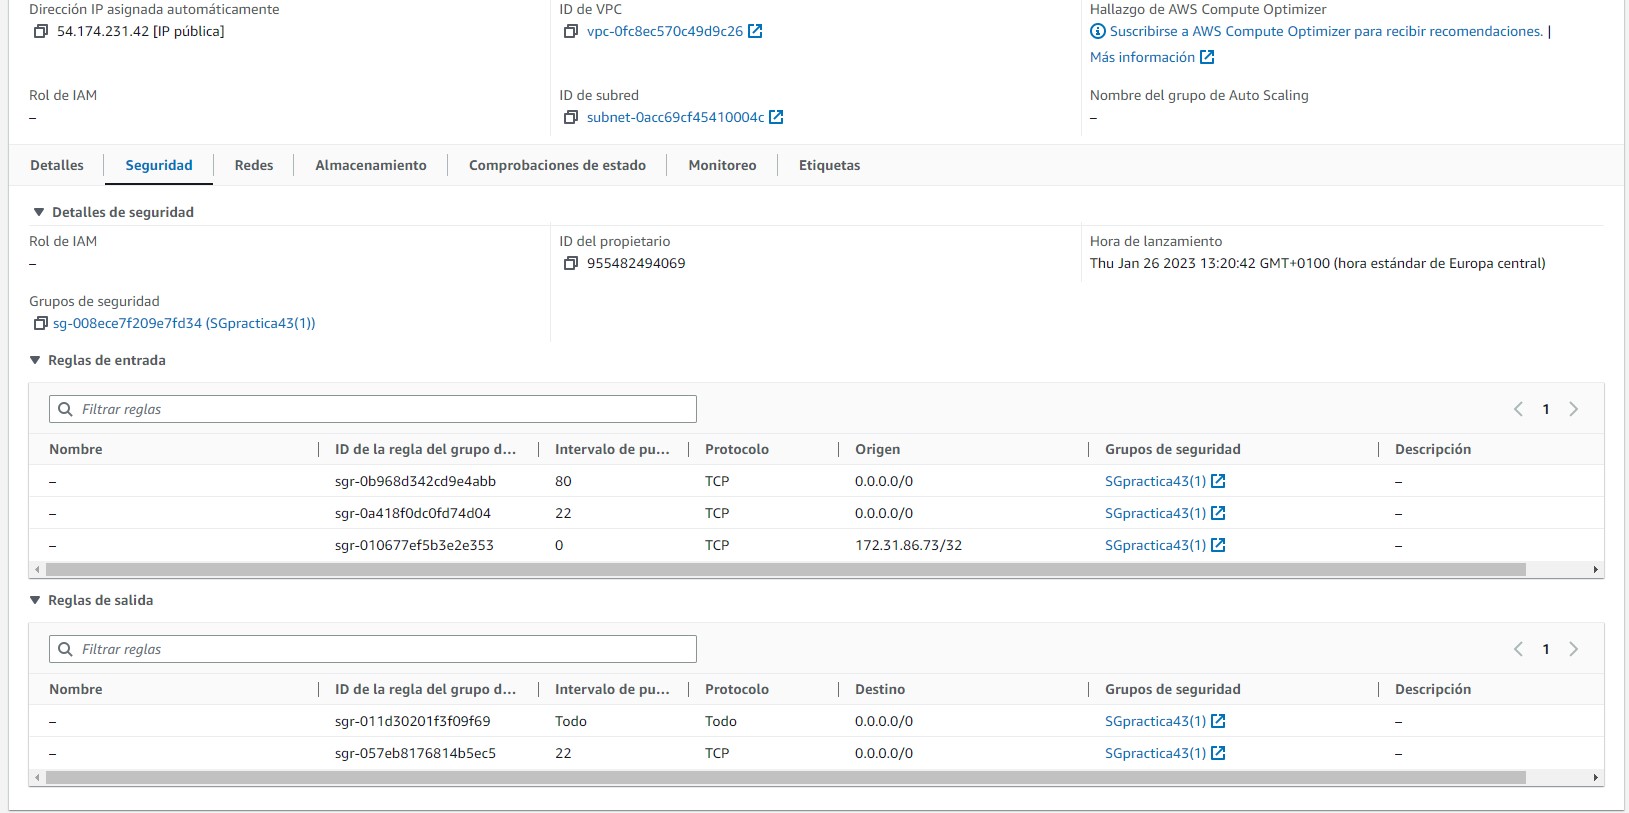 Dirección IP asignada automáticamente
54.174.231.42 [IP pública]
ID de VPC
vpc-0fc8ec570c49d9c26
Hallazgo de AWS Compute Optimizer
Suscribirse a AWS Compute Optimizer para recibir recomendaciones. |
Más información
Rol de IAM
–
ID de subred
subnet-0acc69cf45410004c
Nombre del grupo de Auto Scaling
–
Detalles Seguridad Redes Almacenamiento Comprobaciones de estado Monitoreo Etiquetas
Detalles de seguridad
Rol de IAM
–
ID del propietario
955482494069
Hora de lanzamiento
Thu Jan 26 2023 13:20:42 GMT+0100 (hora estándar de Europa central)
Grupos de seguridad
sg-008ece7f209e7fd34 (SGpractica43(1))
Reglas de entrada
Filtrar reglas
1
Nombre ID de la regla del grupo d... Intervalo de pu... Protocolo Origen Grupos de seguridad Descripción
– sgr-0b968d342cd9e4abb 80 TCP 0.0.0.0/0 SGpractica43(1) –
– sgr-0a418f0dc0fd74d04 22 TCP 0.0.0.0/0 SGpractica43(1) –
– sgr-010677ef5b3e2e353 0 TCP 172.31.86.73/32 SGpractica43(1) –
Reglas de salida
Filtrar reglas
1
Nombre ID de la regla del grupo d... Intervalo de pu... Protocolo Destino Grupos de seguridad Descripción
– sgr-011d30201f3f09f69 Todo Todo 0.0.0.0/0 SGpractica43(1) –
– sgr-057eb8176814b5ec5 22 TCP 0.0.0.0/0 SGpractica43(1) –